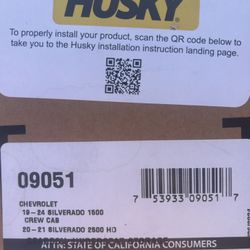 HUSKY
To properly install your product, scan the QR code below to
take you to the Husky installation instruction landing page.
09051
CHEVROLET
19-24 SILVERADO 1500
CREW CAB
20-21 SILVERADO 2500 HD
7 53933 09051 7
ATTN: STATE OF CALIFORNIA CONSUMERS